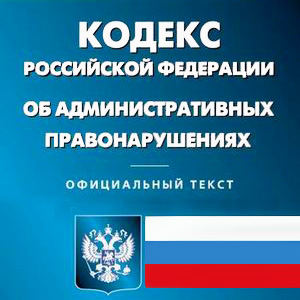 КОДЕКС
РОССИЙСКОЙ ФЕДЕРАЦИИ
ОБ АДМИНИСТРАТИВНЫХ
ПРАВОНАРУШЕНИЯХ
ОФИЦИАЛЬНЫЙ ТЕКСТ